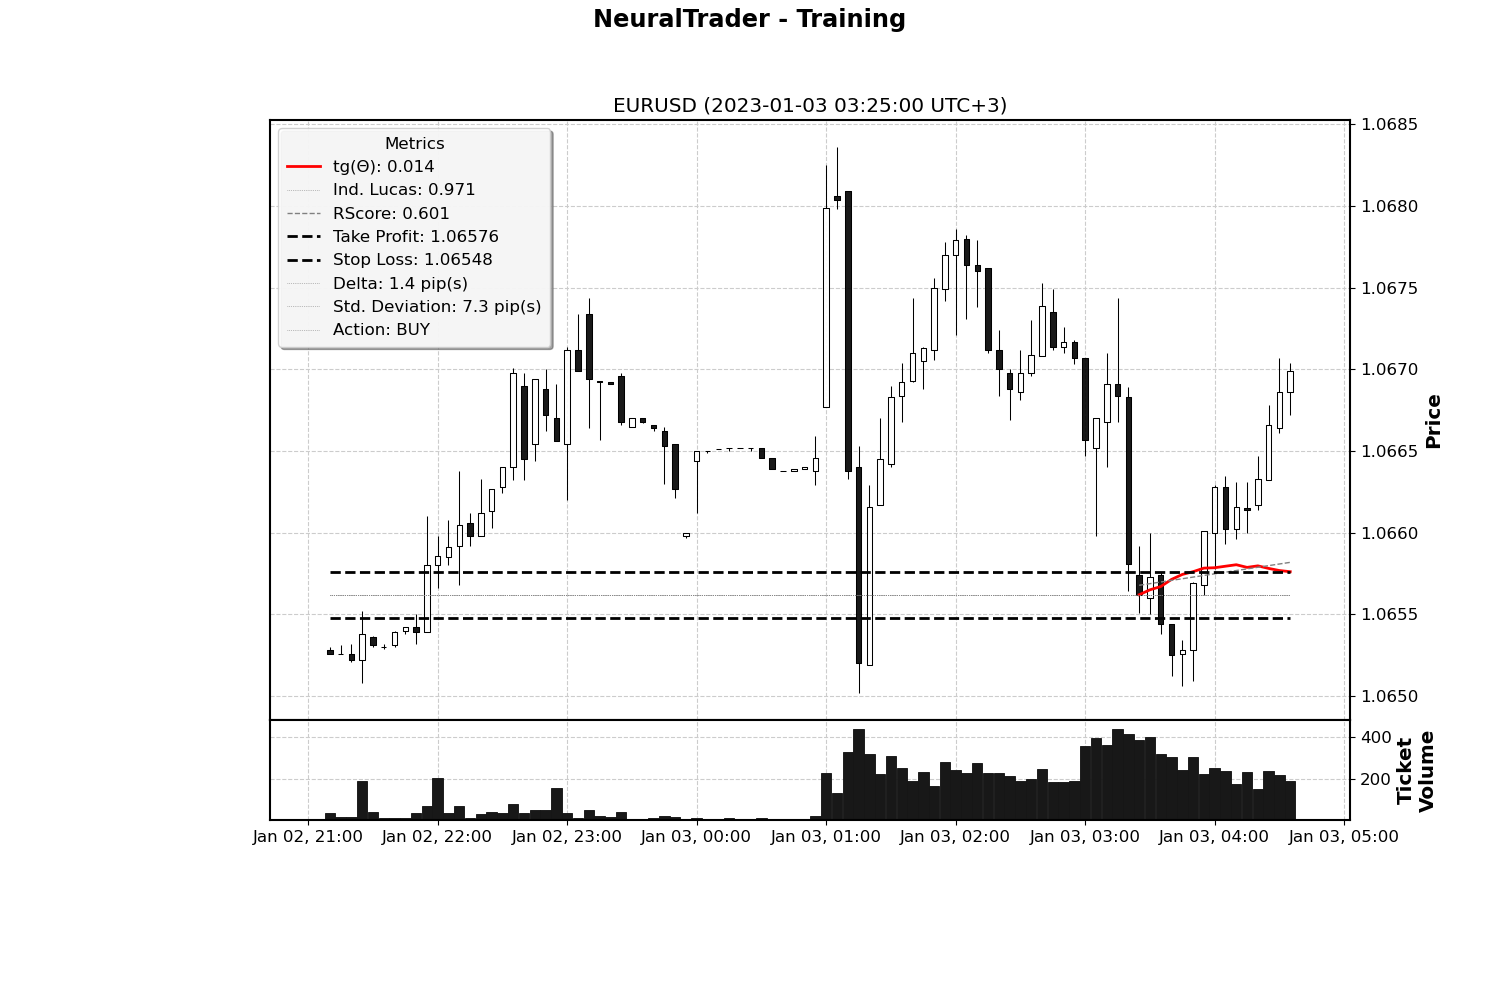 NeuralTrader - Training
EURUSD (2023-01-03 03:25:00 UTC+3)
Metrics
tg(Θ): 0.014
Ind. Lucas: 0.971
RScore: 0.601
Take Profit: 1.06576
Stop Loss: 1.06548
Delta: 1.4 pip(s)
Std. Deviation: 7.3 pip(s)
Action: BUY
1.0685
1.0680
1.0675
1.0670
1.0665
1.0660
1.0655
1.0650
Price
400
200
Ticket
Volume
Jan 02, 21:00
Jan 02, 22:00
Jan 02, 23:00
Jan 03, 00:00
Jan 03, 01:00
Jan 03, 02:00
Jan 03, 03:00
Jan 03, 04:00
Jan 03, 05:00